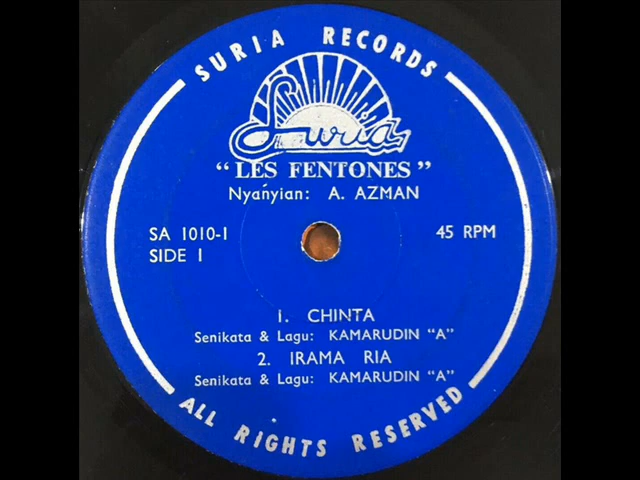 SURIA RECORDS
Suria
"LES FENTONES"
Nyańyian: A. AZMAN
SA 1010-1
45 RPM
SIDE 1
1. CHINTA
Senikata & Lagu: KAMARUDIN "A"
2. IRAMA RIA
Senikata & Lagu: KAMARUDIN "A"
ALL RIGHTS RESERVED